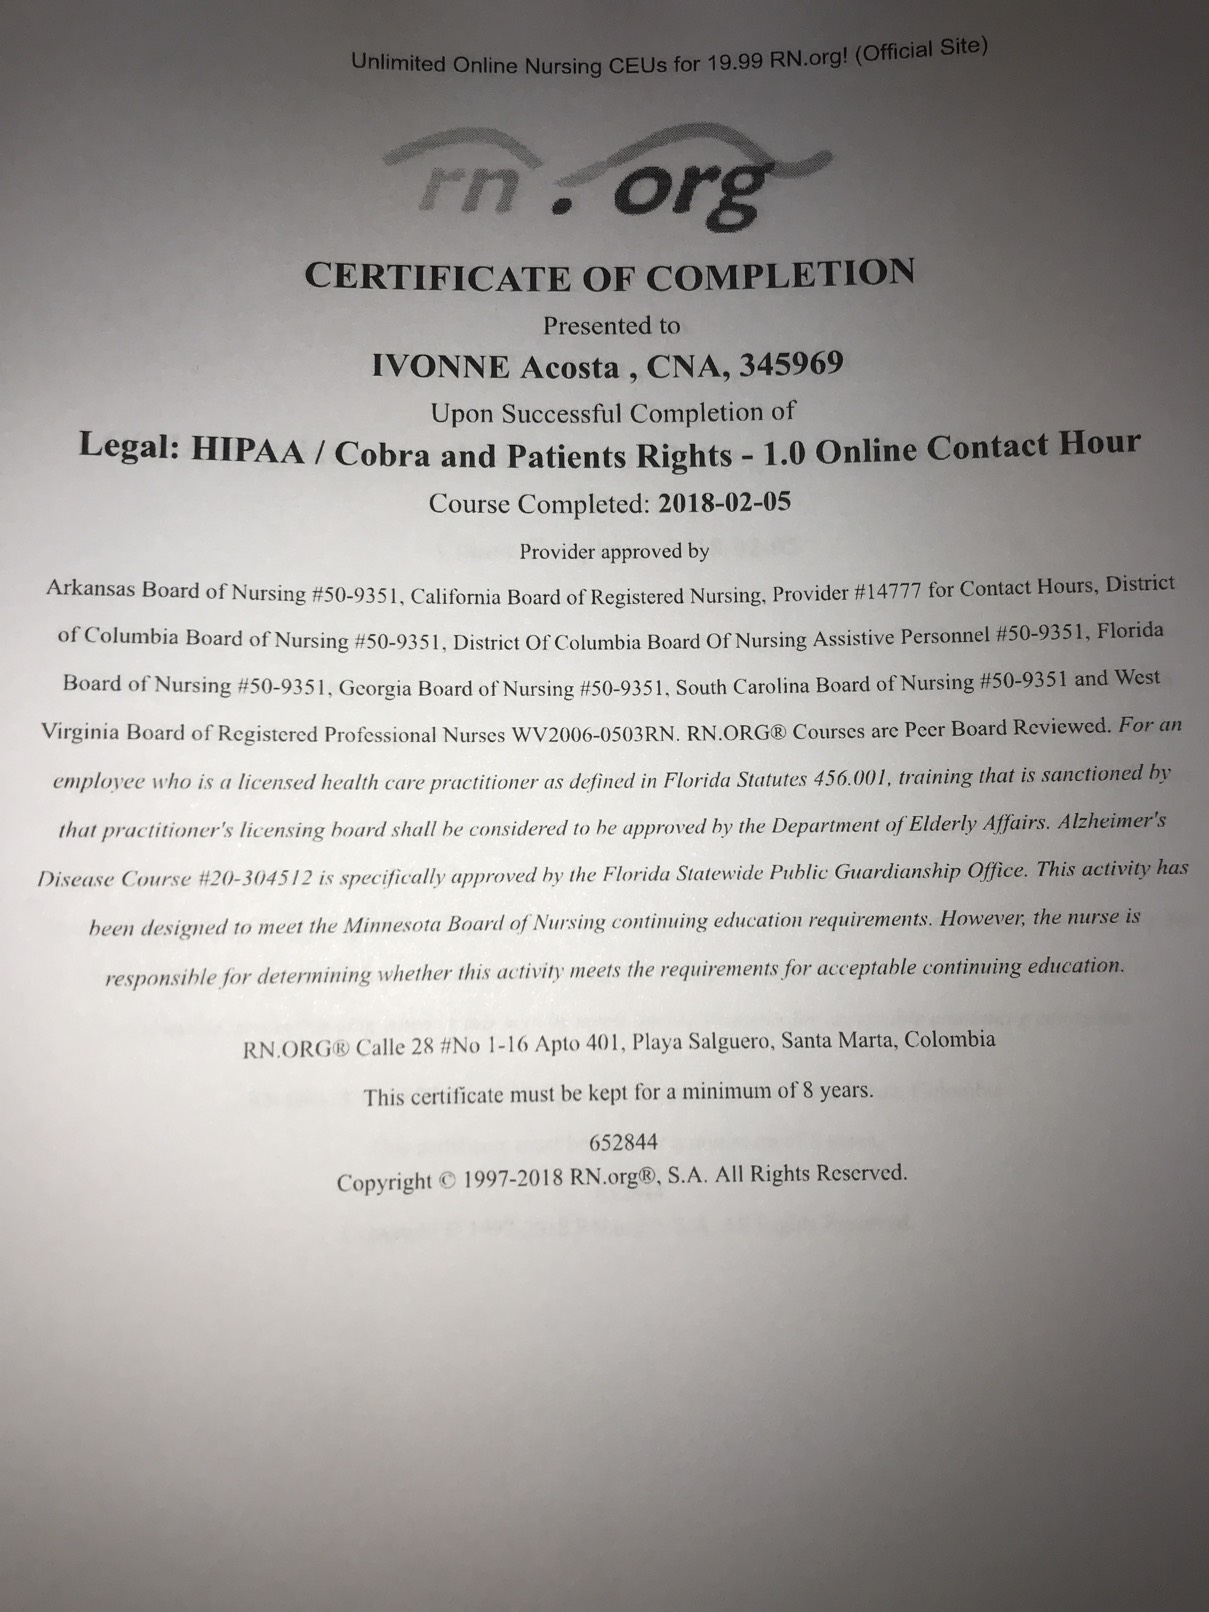 Unlimited Online Nursing CEUs for 19.99 RN.org! (Official Site)
rn.org
CERTIFICATE OF COMPLETION
Presented to
IVONNE Acosta , CNA, 345969
Upon Successful Completion of
Legal: HIPAA / Cobra and Patients Rights - 1.0 Online Contact Hour
Course Completed: 2018-02-05
Provider approved by
Arkansas Board of Nursing #50-9351, California Board of Registered Nursing, Provider #14777 for Contact Hours, District
of Columbia Board of Nursing #50-9351, District Of Columbia Board Of Nursing Assistive Personnel #50-9351, Florida
Board of Nursing #50-9351, Georgia Board of Nursing #50-9351, South Carolina Board of Nursing #50-9351 and West
Virginia Board of Registered Professional Nurses WV2006-0503RN. RN.ORG® Courses are Peer Board Reviewed. For an
employee who is a licensed health care practitioner as defined in Florida Statutes 456.001, training that is sanctioned by
that practitioner's licensing board shall be considered to be approved by the Department of Elderly Affairs. Alzheimer's
Disease Course #20-304512 is specifically approved by the Florida Statewide Public Guardianship Office. This activity has
been designed to meet the Minnesota Board of Nursing continuing education requirements. However, the nurse is
responsible for determining whether this activity meets the requirements for acceptable continuing education.
RN.ORG® Calle 28 #No 1-16 Apto 401, Playa Salguero, Santa Marta, Colombia
This certificate must be kept for a minimum of 8 years.
652844
Copyright © 1997-2018 RN.org®, S.A. All Rights Reserved.